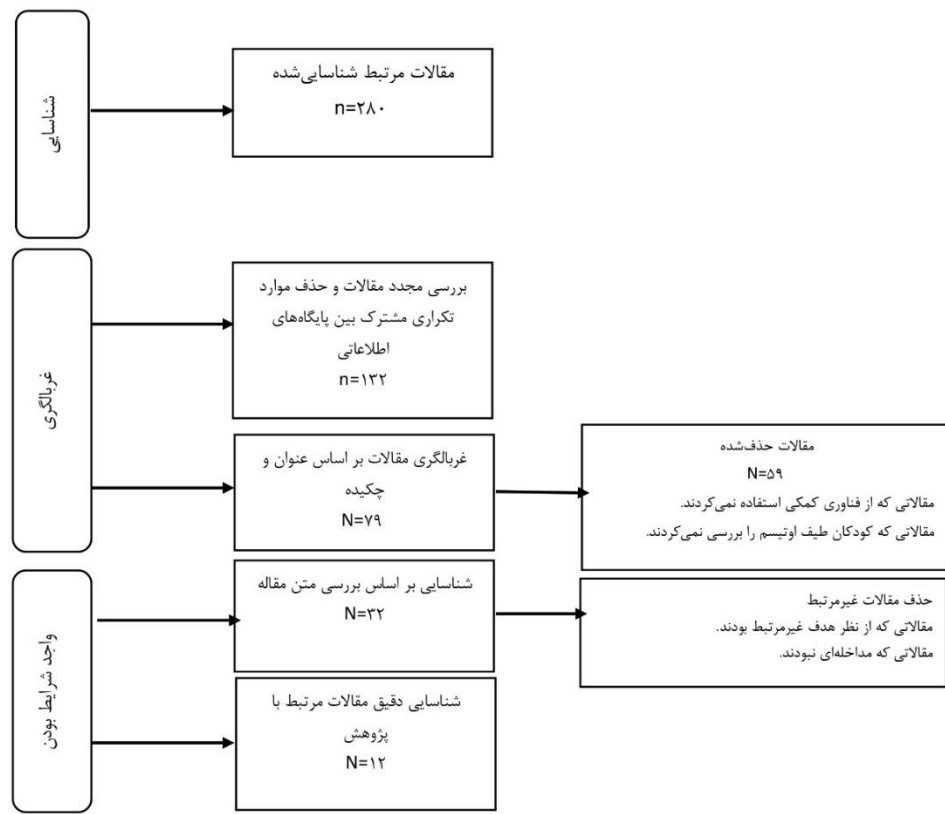 شناسایی
مقالات مرتبط شناسایی‌شده
n=۲۸۰
غربالگری
بررسی مجدد مقالات و حذف موارد
تکراری مشترک بین پایگاه‌های
اطلاعاتی
n=۱۳۲
غربالگری مقالات بر اساس عنوان و
چکیده
N=۷۹
مقالات حذف‌شده
N=۵۹
مقالاتی که از فناوری کمکی استفاده نمی‌کردند.
مقالاتی که کودکان طیف اوتیسم را بررسی نمی‌کردند.
واجد شرایط بودن
شناسایی بر اساس بررسی متن مقاله
N=۳۲
حذف مقالات غیرمرتبط
مقالاتی که از نظر هدف غیرمرتبط بودند.
مقالاتی که مداخله‌ای نبودند.
شناسایی دقیق مقالات مرتبط با
پژوهش
N=۱۲